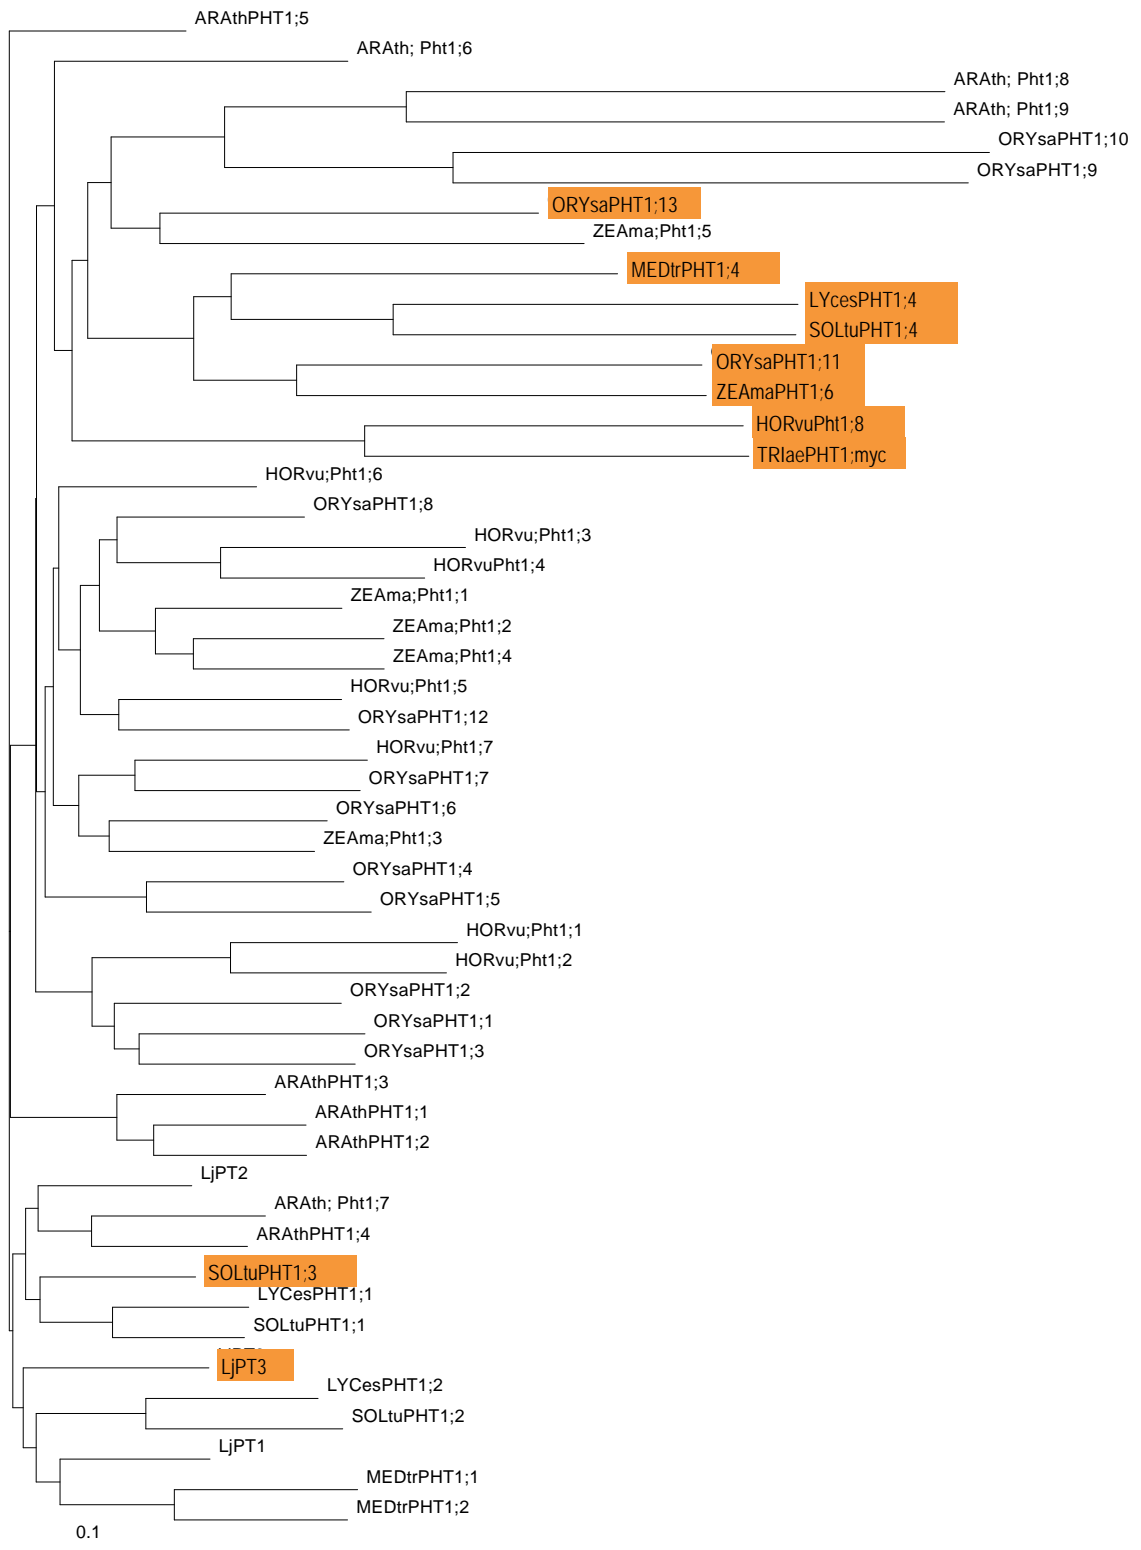 ARAthPHT1;5
ARAth; Pht1;6
ARAth; Pht1;8
ARAth; Pht1;9
ORYsaPHT1;10
ORYsaPHT1;9
ORYsaPHT1;13
ZEAma;Pht1;5
MEDtrPHT1;4
LYcesPHT1;4
SOLtuPHT1;4
ORYsaPHT1;11
ZEAmaPHT1;6
HORvuPht1;8
TRIaePHT1;myc
HORvu;Pht1;6
ORYsaPHT1;8
HORvu;Pht1;3
HORvuPht1;4
ZEAma;Pht1;1
ZEAma;Pht1;2
ZEAma;Pht1;4
HORvu;Pht1;5
ORYsaPHT1;12
HORvu;Pht1;7
ORYsaPHT1;7
ORYsaPHT1;6
ZEAma;Pht1;3
ORYsaPHT1;4
ORYsaPHT1;5
HORvu;Pht1;1
HORvu;Pht1;2
ORYsaPHT1;2
ORYsaPHT1;1
ORYsaPHT1;3
ARAthPHT1;3
ARAthPHT1;1
ARAthPHT1;2
LjPT2
ARAth; Pht1;7
ARAthPHT1;4
SOLtuPHT1;3
LYCesPHT1;1
SOLtuPHT1;1
LjPT3
LYCesPHT1;2
SOLtuPHT1;2
LjPT1
MEDtrPHT1;1
MEDtrPHT1;2
0.1